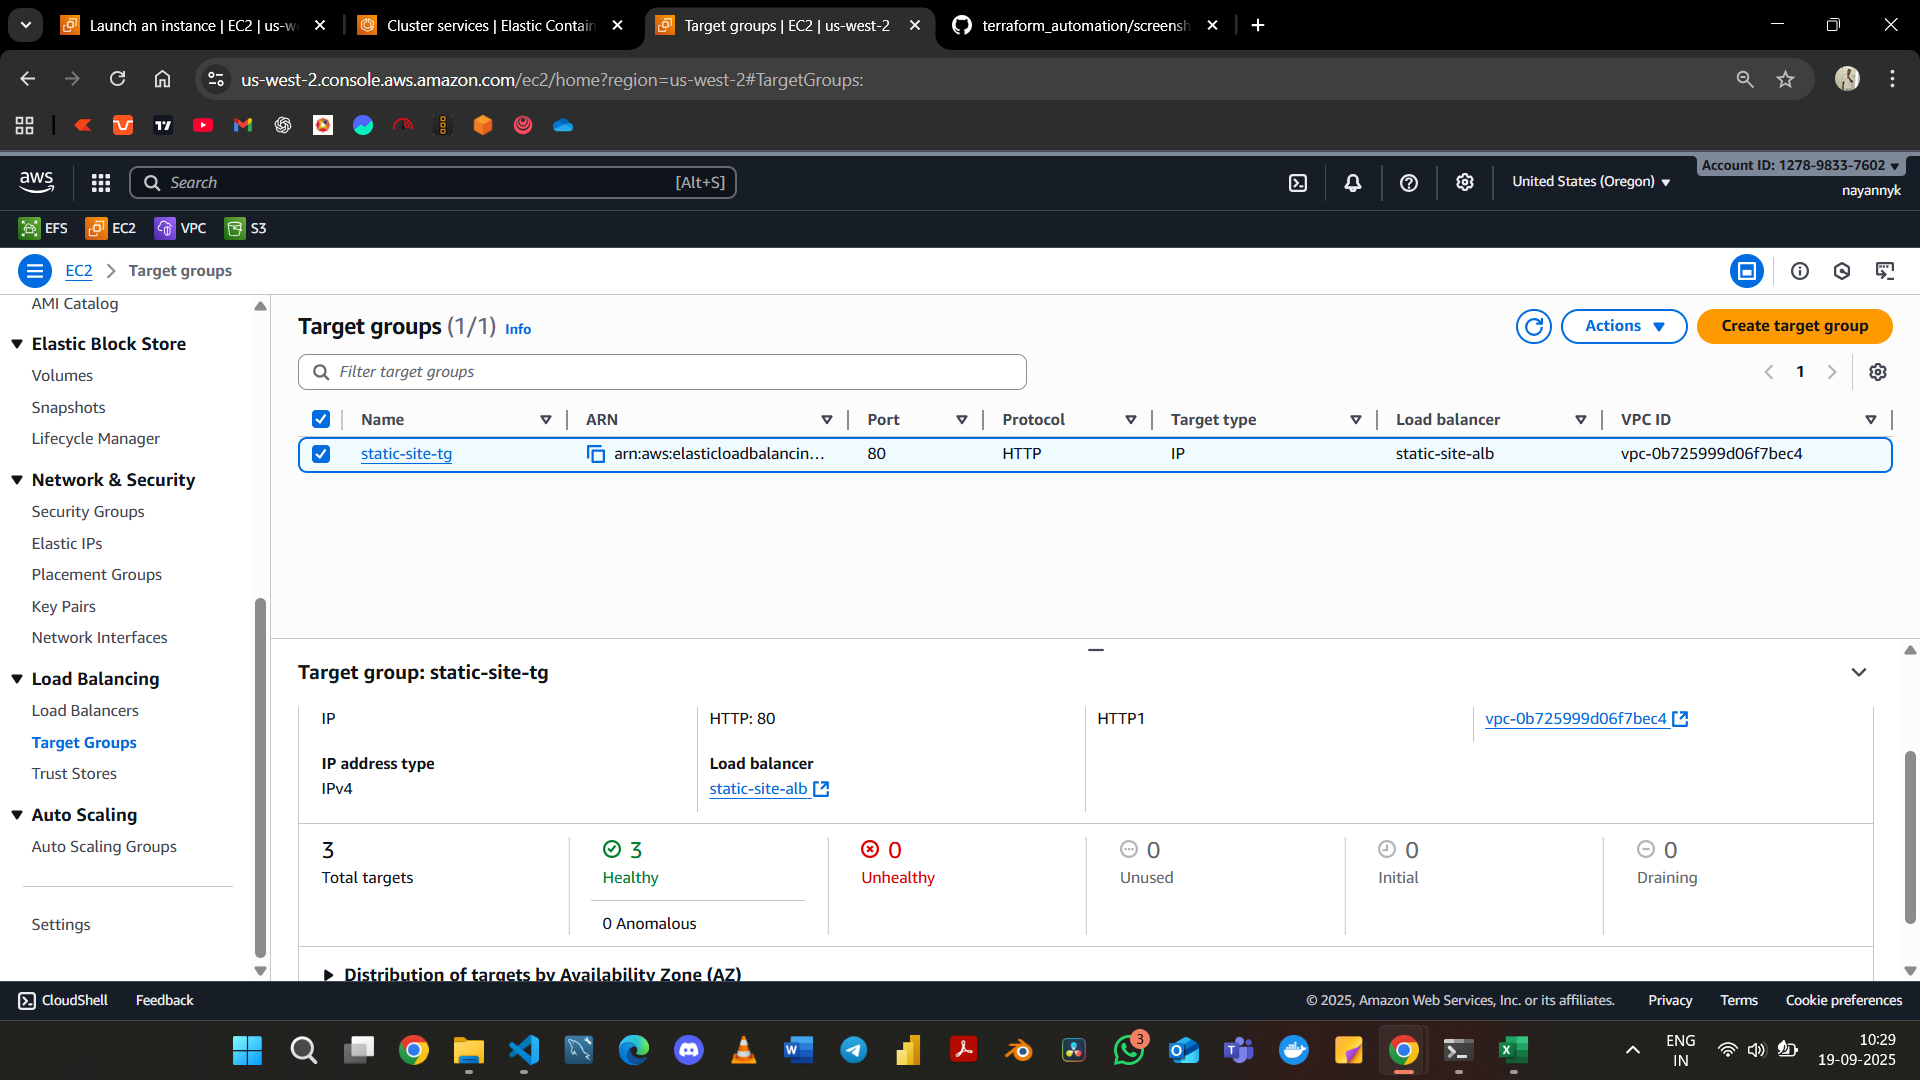 Launch an instance | EC2 | us-w
Cluster services | Elastic Contain
Target groups | EC2 | us-west-2
terraform_automation/screensh
us-west-2.console.aws.amazon.com/ec2/home?region=us-west-2#TargetGroups:
aws
Search
[Alt+S]
United States (Oregon)
Account ID: 1278-9833-7602
nayannyk
EFS
EC2
VPC
S3
EC2
Target groups
AMI Catalog
Elastic Block Store
Volumes
Snapshots
Lifecycle Manager
Network & Security
Security Groups
Elastic IPs
Placement Groups
Key Pairs
Network Interfaces
Load Balancing
Load Balancers
Target Groups
Trust Stores
Auto Scaling
Auto Scaling Groups
Settings
Target groups (1/1) Info
Actions
Create target group
Filter target groups
1
Name ARN Port Protocol Target type Load balancer VPC ID
static-site-tg arn:aws:elasticloadbalancin... 80 HTTP IP static-site-alb vpc-0b725999d06f7bec4
Target group: static-site-tg
IP HTTP: 80 HTTP1 vpc-0b725999d06f7bec4
IP address type Load balancer
IPv4 static-site-alb
3 3 0 0 0 0
Total targets Healthy Unhealthy Unused Initial Draining
0 Anomalous
Distribution of targets by Availability Zone (AZ)
CloudShell Feedback © 2025, Amazon Web Services, Inc. or its affiliates. Privacy Terms Cookie preferences
3
ENG
IN
10:29
19-09-2025